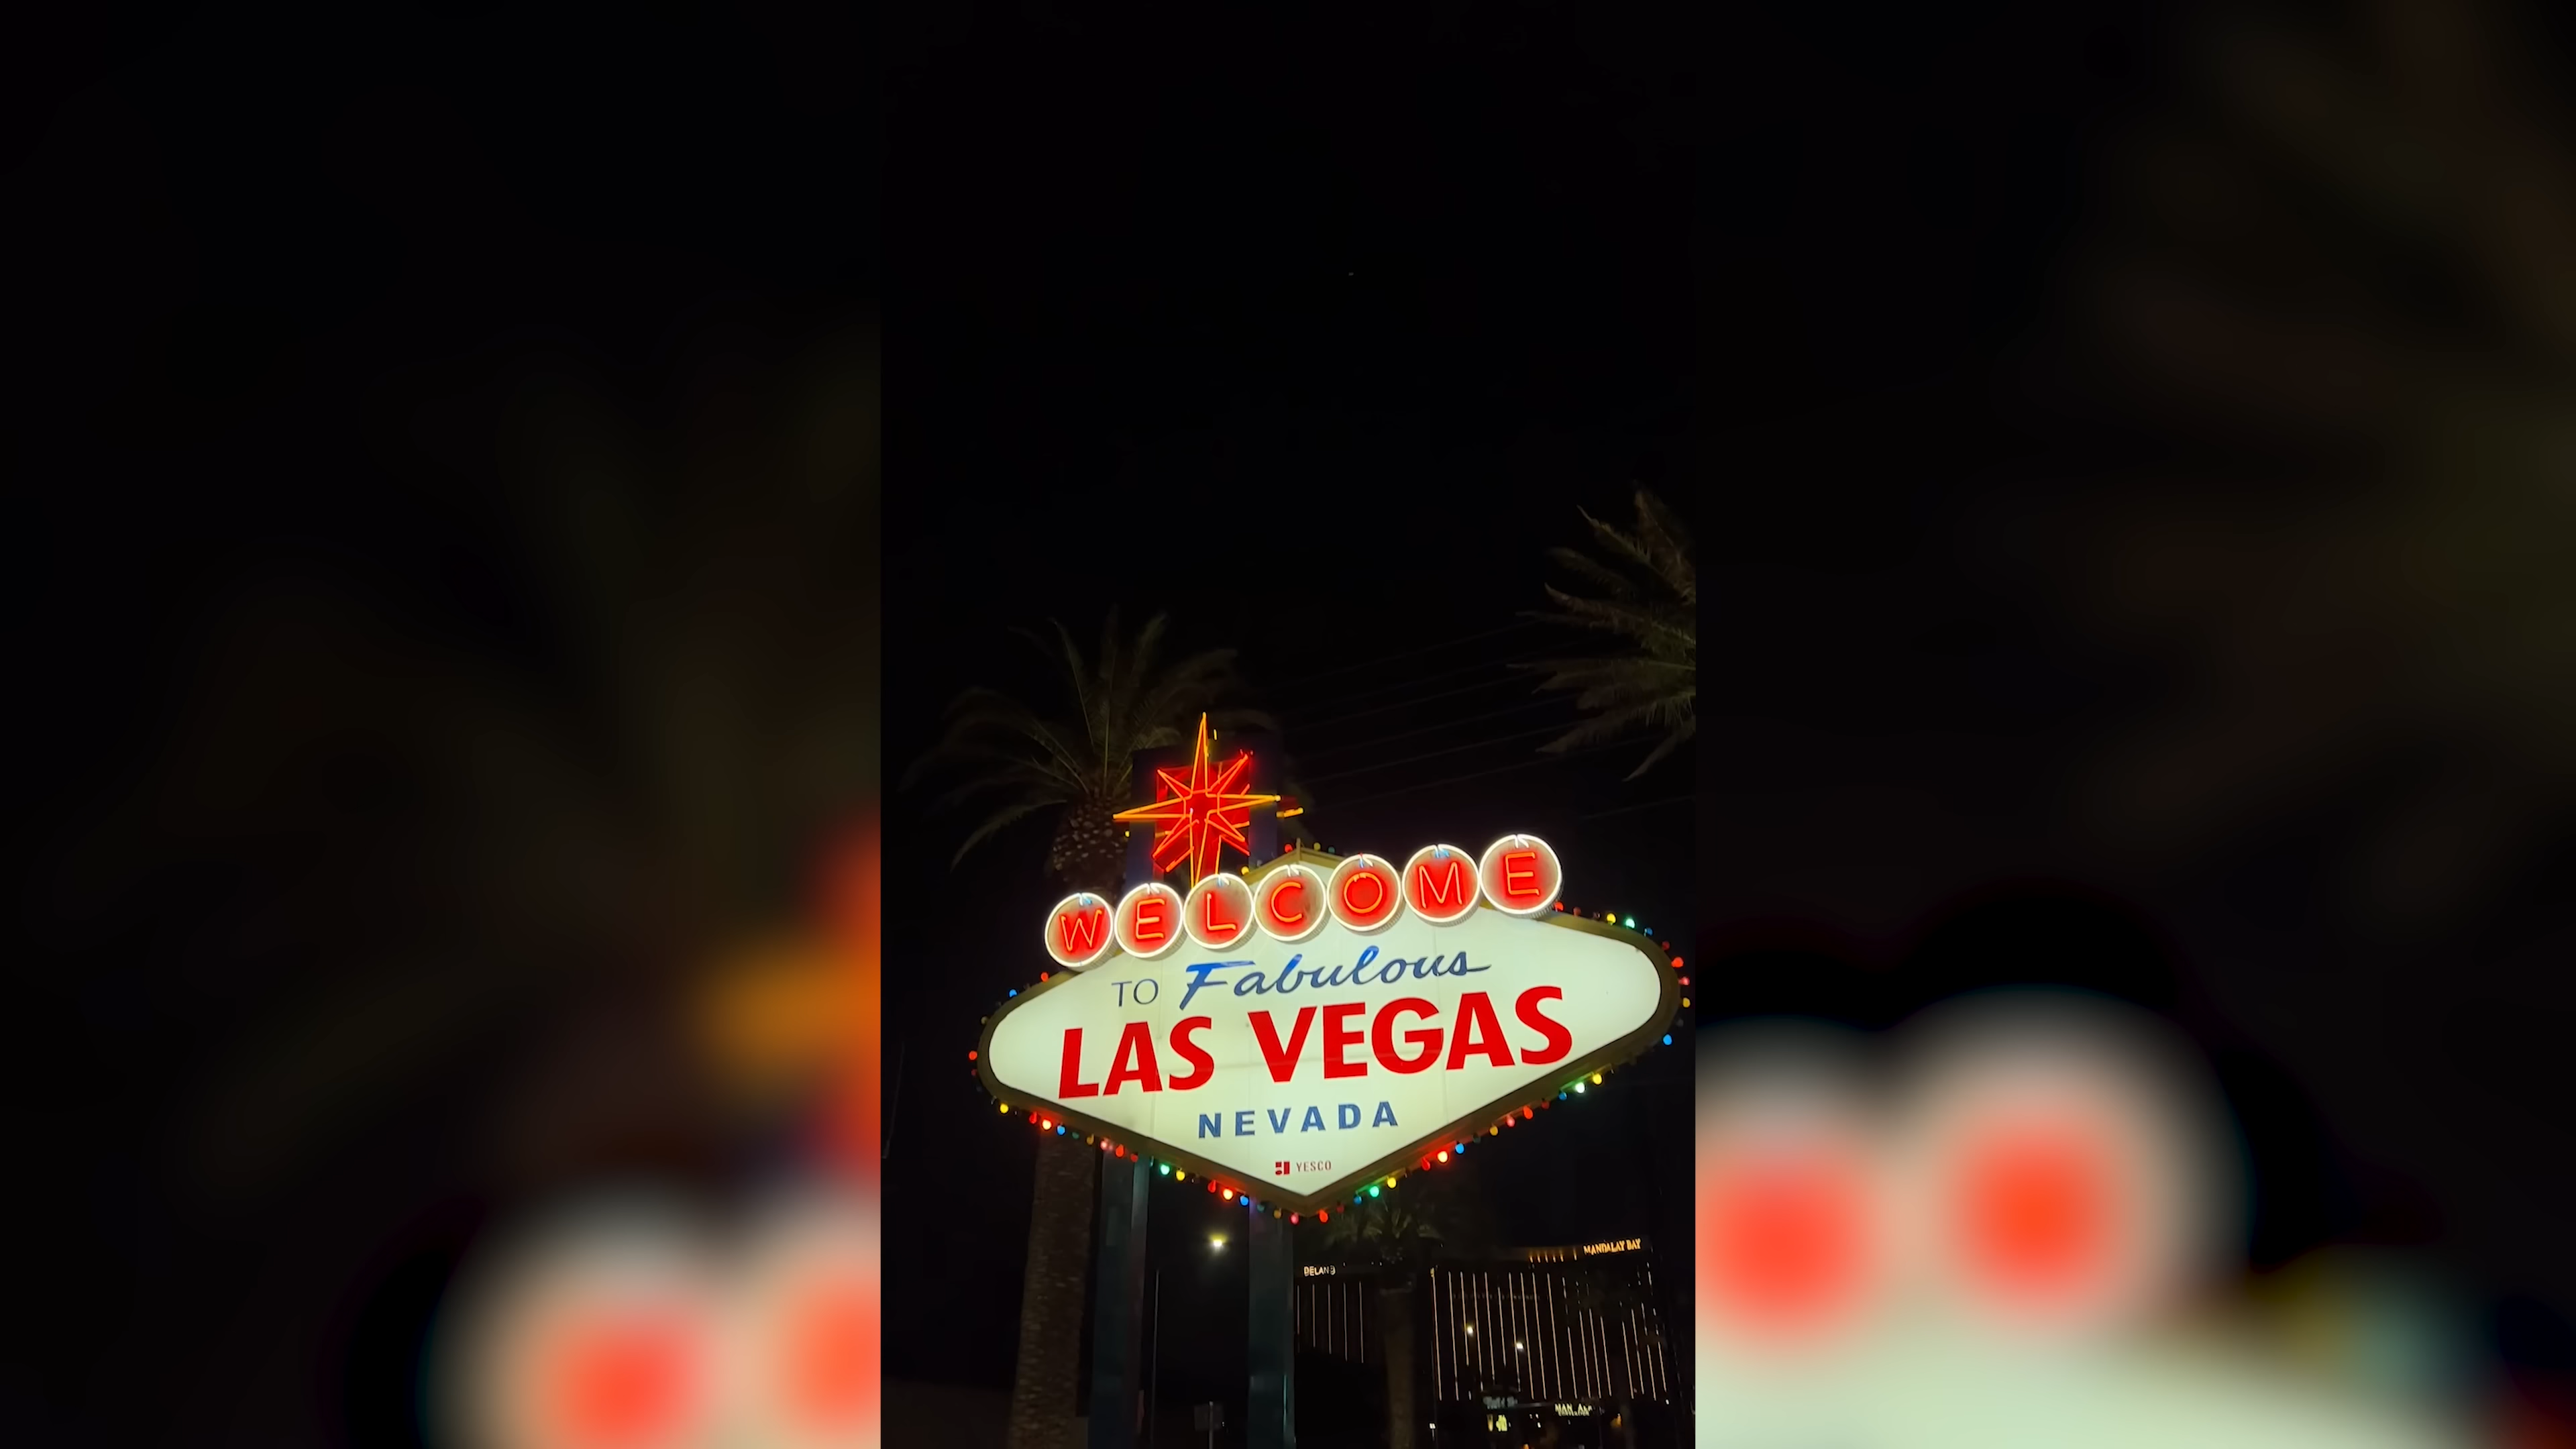 WELCOME
TO Fabulous
LAS VEGAS
NEVADA
YESCO
MANDALAY BAY
DELANO